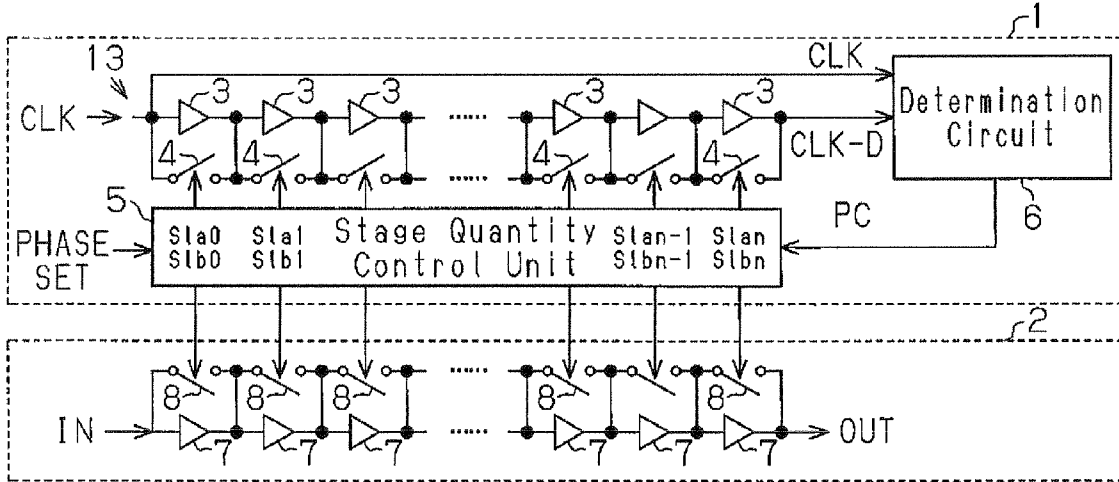 1
13
CLK
CLK
3 3 3 3 3
Determination
Circuit
CLK-D
4 4 4 4
6
5
PC
PHASE
SET
Sla0 Sla1 Stage Quantity Slan-1 Slan
Slb0 Slb1 Control Unit Slbn-1 Slbn
2
8 8 8 8 8
IN
OUT
7 7 7 7 7 7